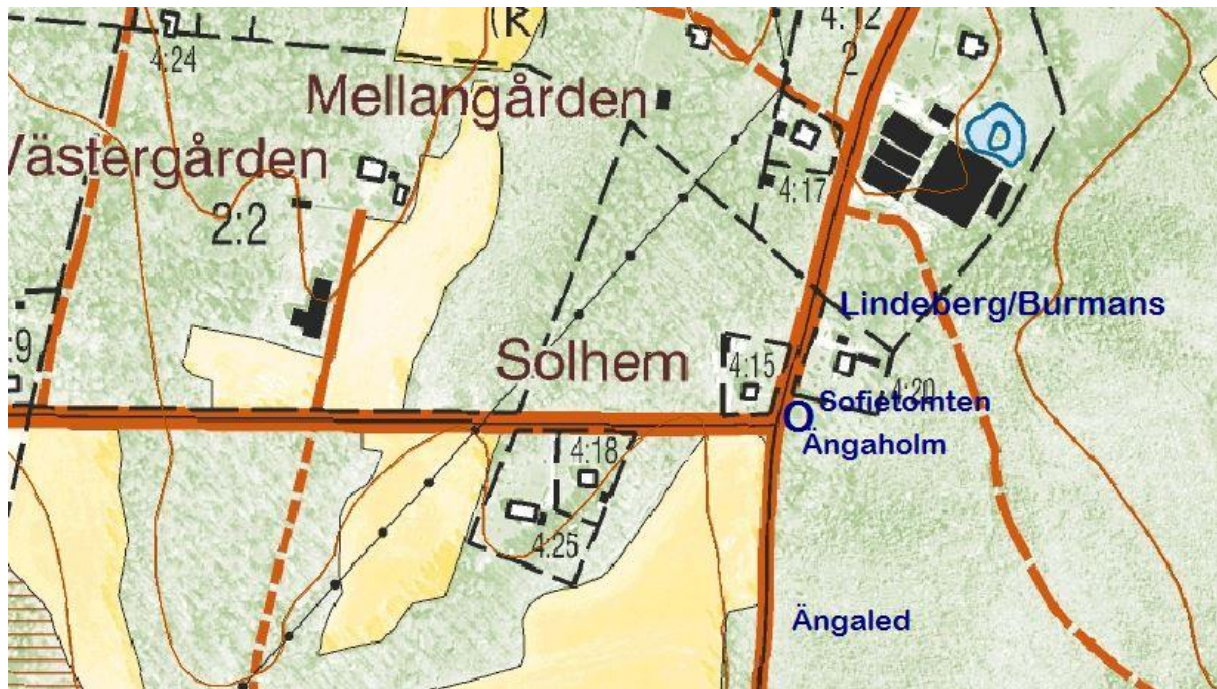 (R)
4:12
2
4:24
Mellangården
Västergården
4:17
2:2
Lindeberg/Burmans
:9
Solhem
4:15
4:20
Sofietomten
O
Ängaholm
4:18
4:25
Ängaled